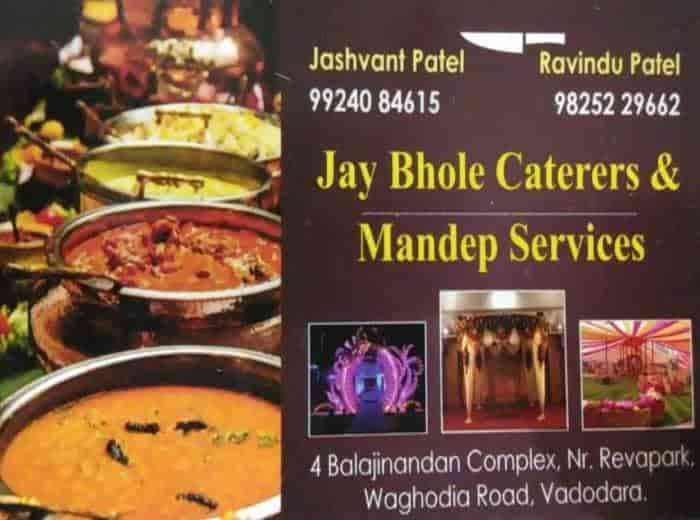 Jashvant Patel
99240 84615
Ravindu Patel
98252 29662
Jay Bhole Caterers &
Mandep Services
4 Balajinandan Complex, Nr. Revapark,
Waghodia Road, Vadodara.